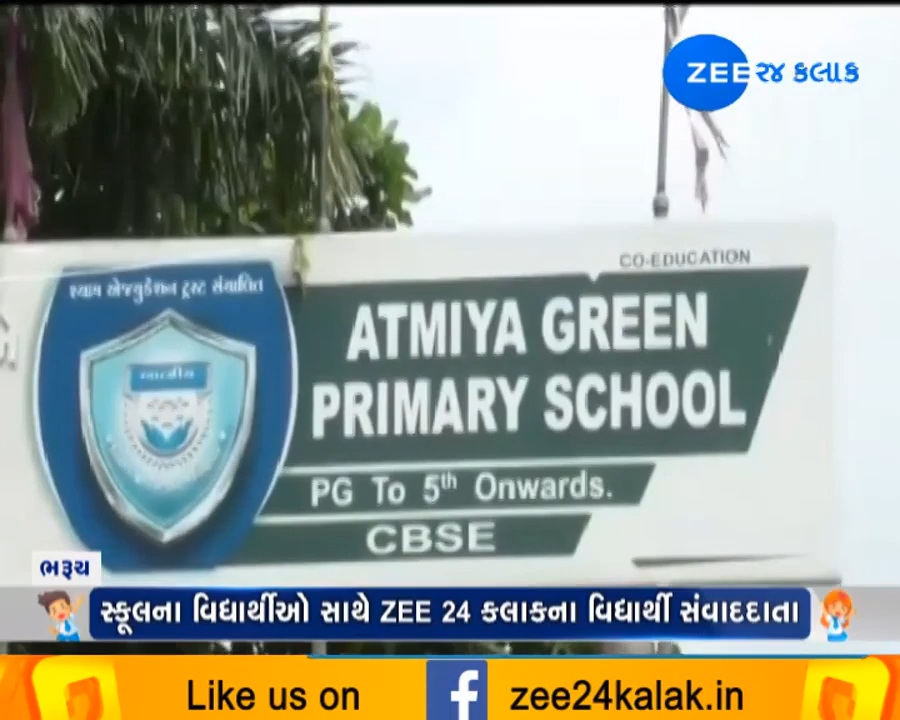 ZEE ૨૪ કલાક
CO-EDUCATION
શ્યામ એજ્યુકેશન ટ્રસ્ટ સંચાલિત
આત્મીય
ATMIYA GREEN
PRIMARY SCHOOL
PG To 5th Onwards.
CBSE
ભરૂચ
સ્કૂલના વિદ્યાર્થીઓ સાથે ZEE 24 કલાકના વિદ્યાર્થી સંવાદદાતા
Like us on f zee24kalak.in